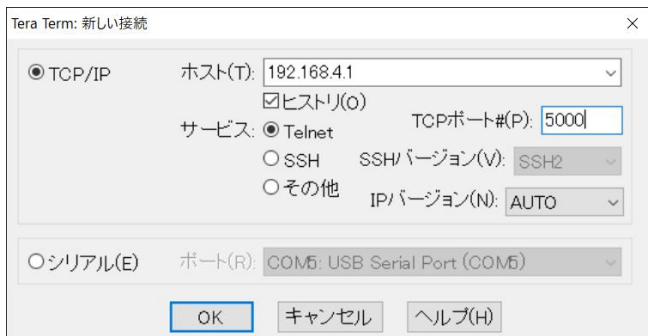 Tera Term: 新しい接続
TCP/IP ホスト(T): 192.168.4.1
ヒストリ(O)
サービス: Telnet TCPポート#(P): 5000
SSH SSHバージョン(V): SSH2
その他 IPバージョン(N): AUTO
シリアル(E) ポート(R): COM5: USB Serial Port (COM5)
OK キャンセル ヘルプ(H)